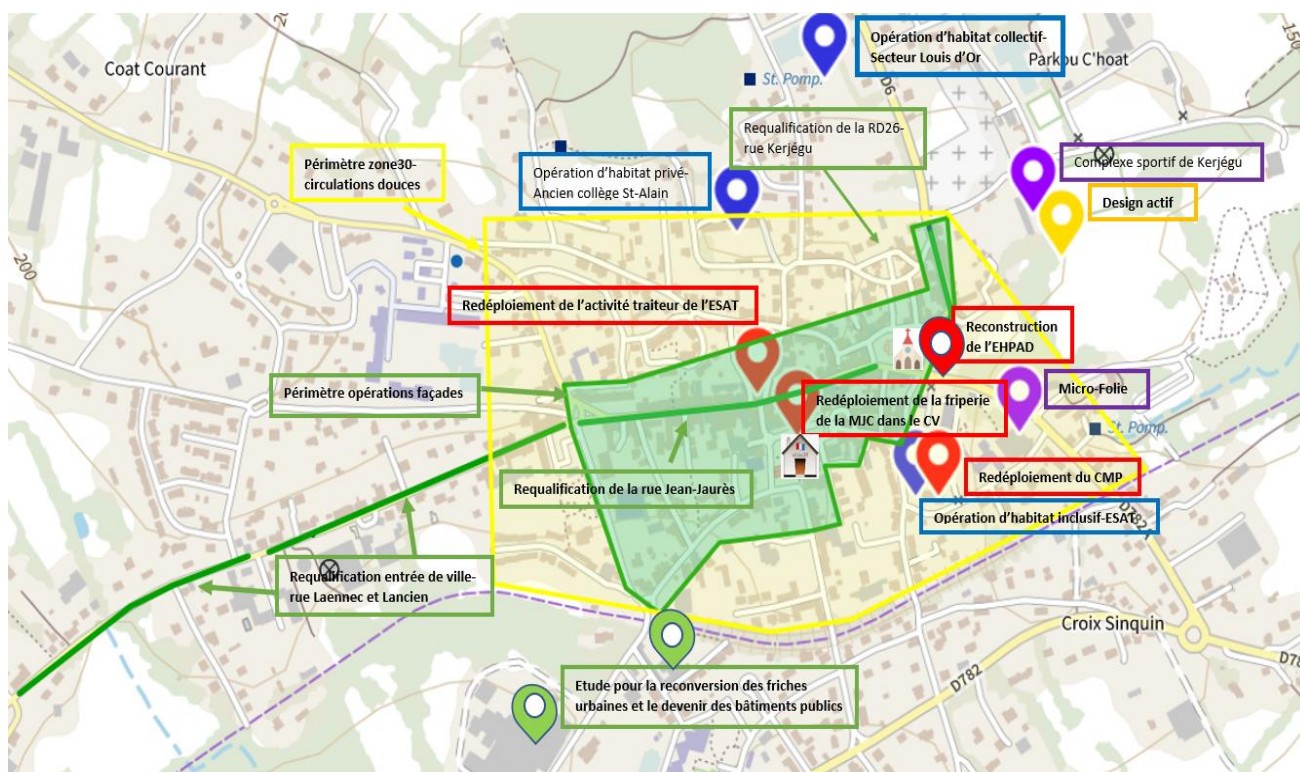 Opération d'habitat collectif-
Secteur Louis d'Or
Coat Courant
Parkou C'hoat
150
D6
St. Pomp.
Requalification de la RD26-
rue Kerjégu
Périmètre zone30-
circulations douces
Opération d'habitat privé-
Ancien collège St-Alain
Complexe sportif de Kerjégu
Design actif
200
Redéploiement de l'activité traiteur de l'ESAT
Reconstruction
de l'EHPAD
Périmètre opérations façades
Redéploiement de la friperie
de la MJC dans le CV
Micro-Folie
St. Pomp.
Requalification de la rue Jean-Jaurès
Redéploiement du CMP
Opération d'habitat inclusif-ESAT
D782A
Requalification entrée de ville-
rue Laennec et Lancien
Croix Sinquin
D782
Etude pour la reconversion des friches
urbaines et le devenir des bâtiments publics